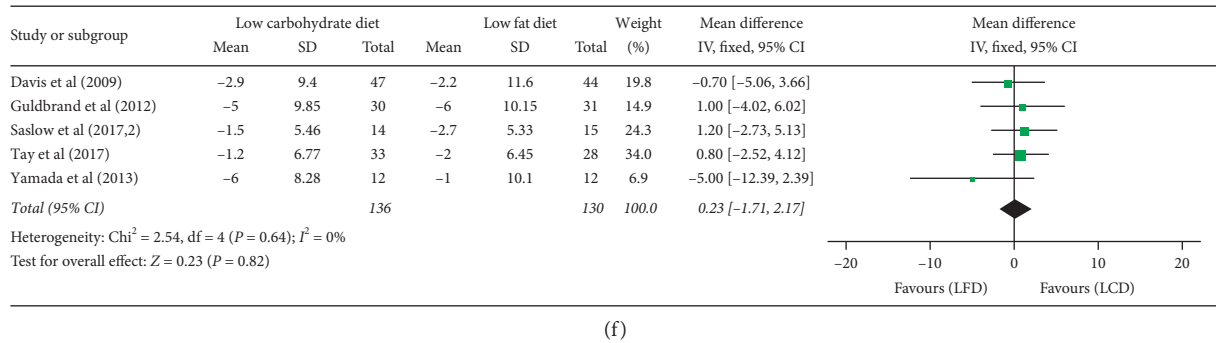 Study or subgroup Low carbohydrate diet Low fat diet Weight Mean difference Mean difference
Mean SD Total Mean SD Total (%) IV, fixed, 95% CI IV, fixed, 95% CI
Davis et al (2009) –2.9 9.4 47 –2.2 11.6 44 19.8 –0.70 [–5.06, 3.66]
Guldbrand et al (2012) –5 9.85 30 –6 10.15 31 14.9 1.00 [–4.02, 6.02]
Saslow et al (2017,2) –1.5 5.46 14 –2.7 5.33 15 24.3 1.20 [–2.73, 5.13]
Tay et al (2017) –1.2 6.77 33 –2 6.45 28 34.0 0.80 [–2.52, 4.12]
Yamada et al (2013) –6 8.28 12 –1 10.1 12 6.9 –5.00 [–12.39, 2.39]
Total (95% CI) 136 130 100.0 0.23 [–1.71, 2.17]
Heterogeneity: Chi² = 2.54, df = 4 (P = 0.64); I² = 0%
Test for overall effect: Z = 0.23 (P = 0.82)
–20 –10 0 10 20
Favours (LFD) Favours (LCD)
(f)